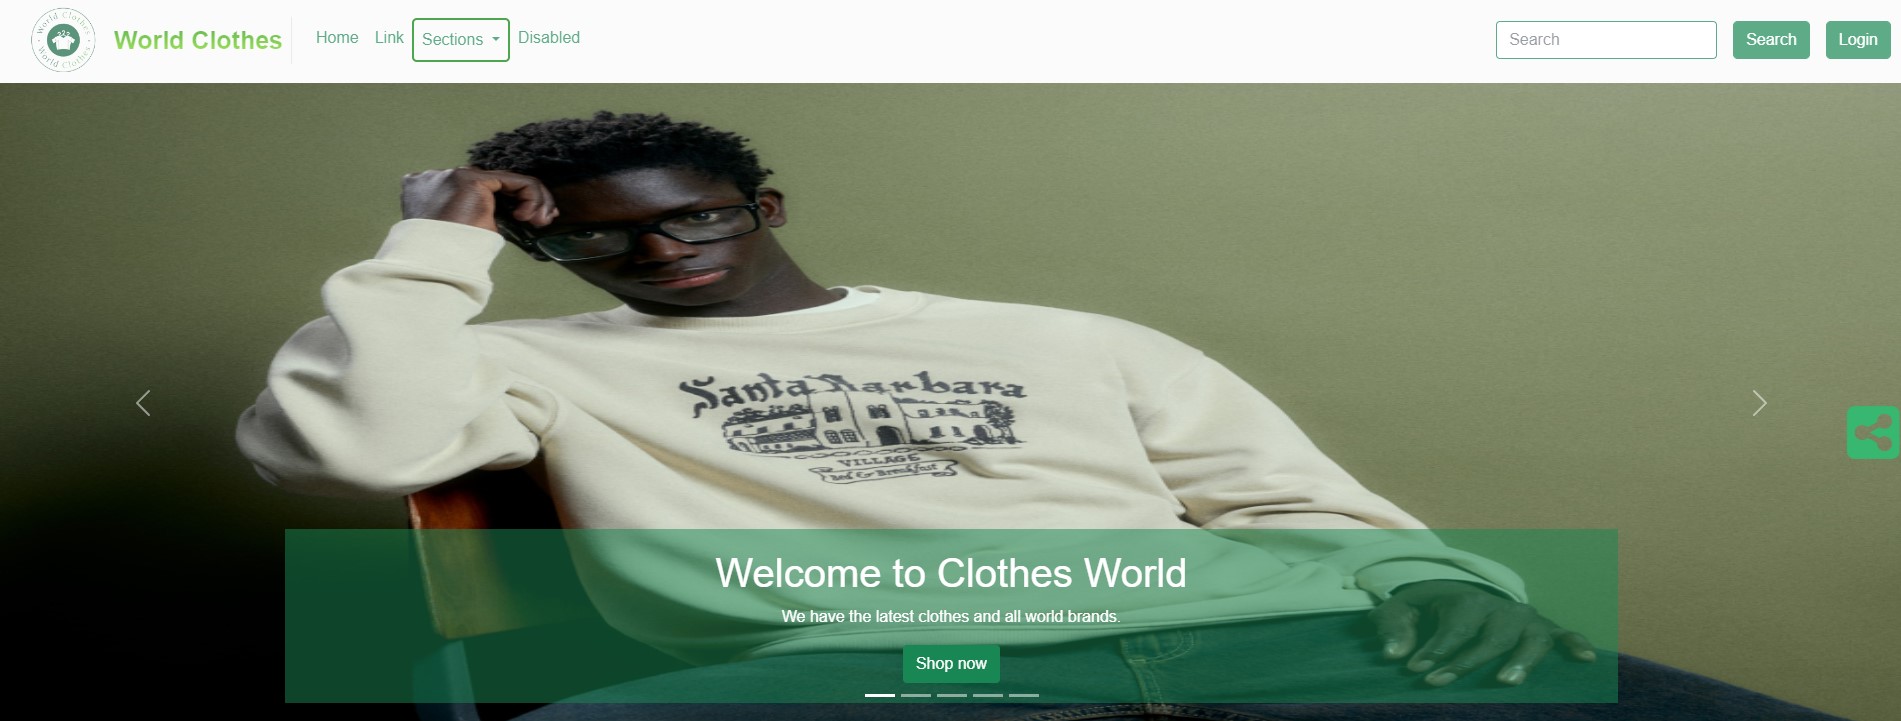 World Clothes
World Clothes
World Clothes
Home
Link
Sections
Disabled
Search
Search
Login
Santa Barbara
VILLAGE
Bed & Breakfast
Welcome to Clothes World
We have the latest clothes and all world brands.
Shop now